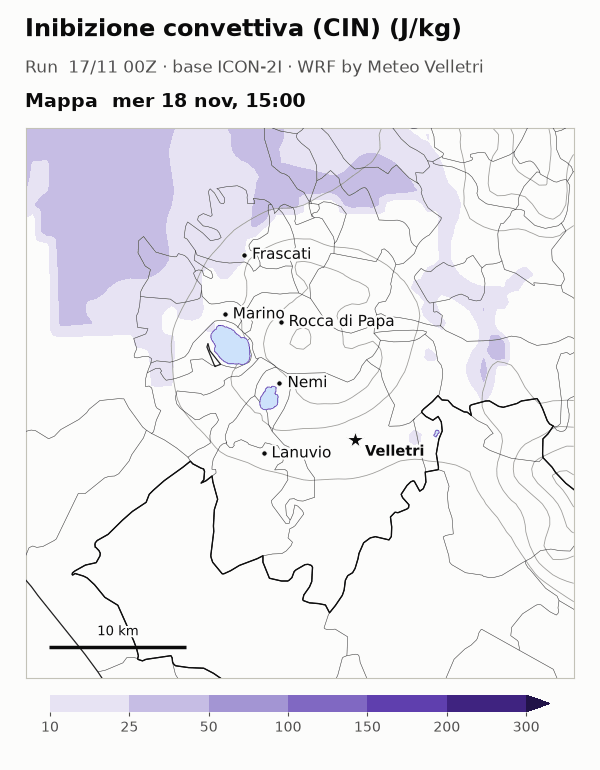 Inibizione convettiva (CIN) (J/kg)
Run  17/11 00Z · base ICON-2I · WRF by Meteo Velletri
Mappa  mer 18 nov, 15:00
Frascati
Marino
Rocca di Papa
Nemi
Velletri
Lanuvio
10 km
10 25 50 100 150 200 300